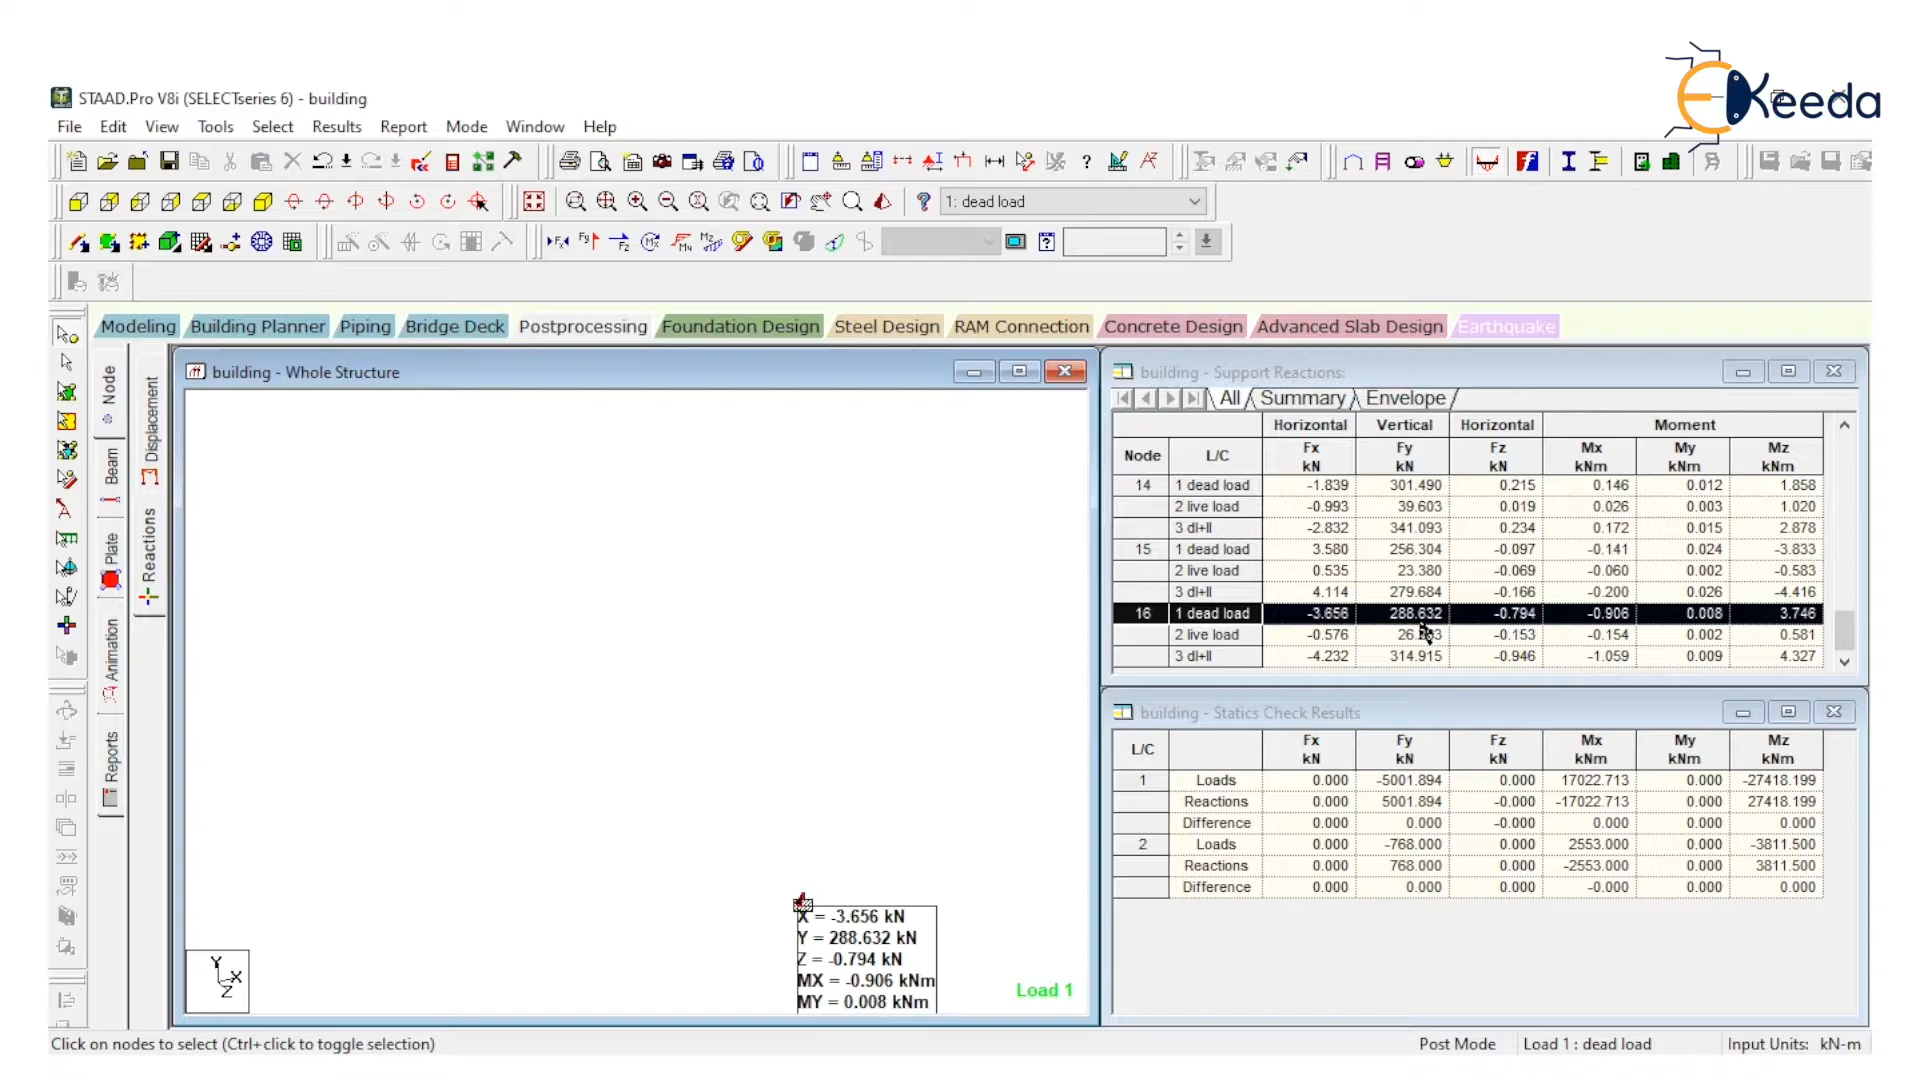 EKeeda
STAAD.Pro V8i (SELECTseries 6) - building
File Edit View Tools Select Results Report Mode Window Help
1: dead load
Modeling Building Planner Piping Bridge Deck Postprocessing Foundation Design Steel Design RAM Connection Concrete Design Advanced Slab Design Earthquake
Node
Beam
Plate
Animation
Reports
Displacement
Reactions
building - Whole Structure
X = -3.656 kN
Y = 288.632 kN
Z = -0.794 kN
MX = -0.906 kNm
MY = 0.008 kNm
Load 1
Y
X
Z
building - Support Reactions:
All Summary Envelope
Horizontal Vertical Horizontal Moment
Node L/C Fx kN Fy kN Fz kN Mx kNm My kNm Mz kNm
14 1 dead load -1.839 301.490 0.215 0.146 0.012 1.858
2 live load -0.993 39.603 0.019 0.026 0.003 1.020
3 dl+ll -2.832 341.093 0.234 0.172 0.015 2.878
15 1 dead load 3.580 256.304 -0.097 -0.141 0.024 -3.833
2 live load 0.535 23.380 -0.069 -0.060 0.002 -0.583
3 dl+ll 4.114 279.684 -0.166 -0.200 0.026 -4.416
16 1 dead load -3.656 288.632 -0.794 -0.906 0.008 3.746
2 live load -0.576 -0.153 -0.154 0.002 0.581
3 dl+ll -4.232 314.915 -0.946 -1.059 0.009 4.327
building - Statics Check Results
L/C Fx kN Fy kN Fz kN Mx kNm My kNm Mz kNm
1 Loads 0.000 -5001.894 0.000 17022.713 0.000 -27418.199
Reactions 0.000 5001.894 -0.000 -17022.713 0.000 27418.199
Difference 0.000 0.000 -0.000 0.000 0.000 0.000
2 Loads 0.000 -768.000 0.000 2553.000 0.000 -3811.500
Reactions 0.000 768.000 0.000 -2553.000 0.000 3811.500
Difference 0.000 0.000 0.000 -0.000 0.000 0.000
Click on nodes to select (Ctrl+click to toggle selection)
Post Mode Load 1 : dead load Input Units: kN-m